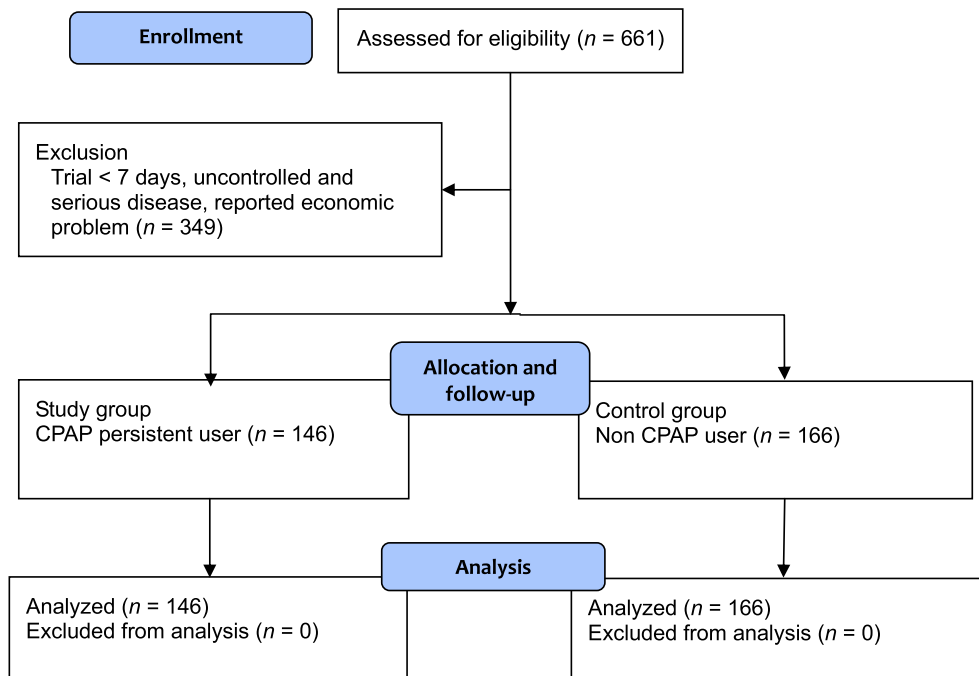 Enrollment
Assessed for eligibility (n = 661)
Exclusion
Trial < 7 days, uncontrolled and
serious disease, reported economic
problem (n = 349)
Allocation and
follow-up
Study group
CPAP persistent user (n = 146)
Control group
Non CPAP user (n = 166)
Analysis
Analyzed (n = 146)
Excluded from analysis (n = 0)
Analyzed (n = 166)
Excluded from analysis (n = 0)